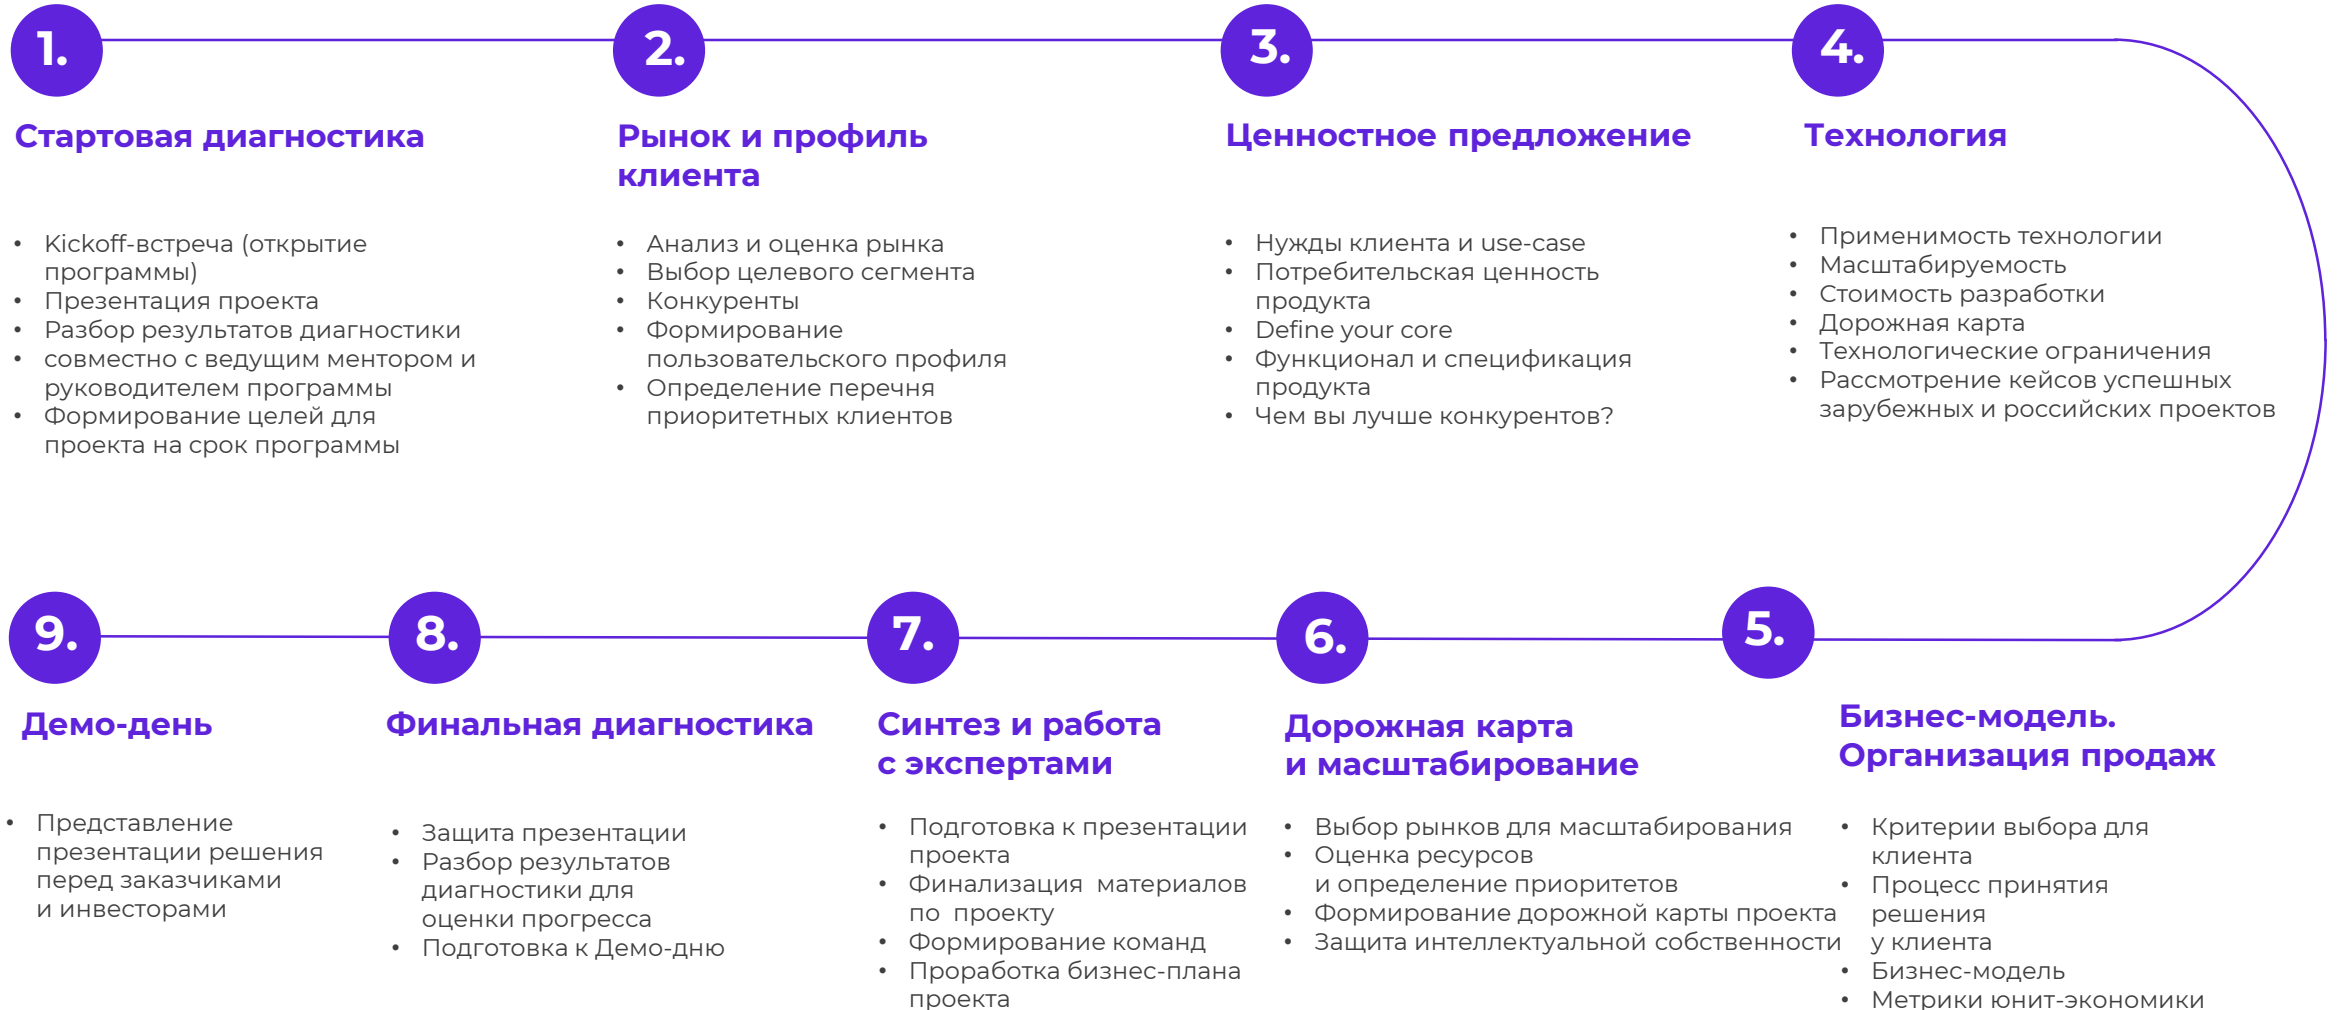 1.
Стартовая диагностика
• Kickoff-встреча (открытие
программы)
• Презентация проекта
• Разбор результатов диагностики
• совместно с ведущим ментором и
руководителем программы
• Формирование целей для
проекта на срок программы
2.
Рынок и профиль
клиента
• Анализ и оценка рынка
• Выбор целевого сегмента
• Конкуренты
• Формирование
пользовательского профиля
• Определение перечня
приоритетных клиентов
3.
Ценностное предложение
• Нужды клиента и use-case
• Потребительская ценность
продукта
• Define your core
• Функционал и спецификация
продукта
• Чем вы лучше конкурентов?
4.
Технология
• Применимость технологии
• Масштабируемость
• Стоимость разработки
• Дорожная карта
• Технологические ограничения
• Рассмотрение кейсов успешных
зарубежных и российских проектов
5.
Бизнес-модель.
Организация продаж
• Критерии выбора для
клиента
• Процесс принятия
решения
у клиента
• Бизнес-модель
• Метрики юнит-экономики
6.
Дорожная карта
и масштабирование
• Выбор рынков для масштабирования
• Оценка ресурсов
и определение приоритетов
• Формирование дорожной карты проекта
• Защита интеллектуальной собственности
7.
Синтез и работа
с экспертами
• Подготовка к презентации
проекта
• Финализация материалов
по проекту
• Формирование команд
• Проработка бизнес-плана
проекта
8.
Финальная диагностика
• Защита презентации
• Разбор результатов
диагностики для
оценки прогресса
• Подготовка к Демо-дню
9.
Демо-день
• Представление
презентации решения
перед заказчиками
и инвесторами